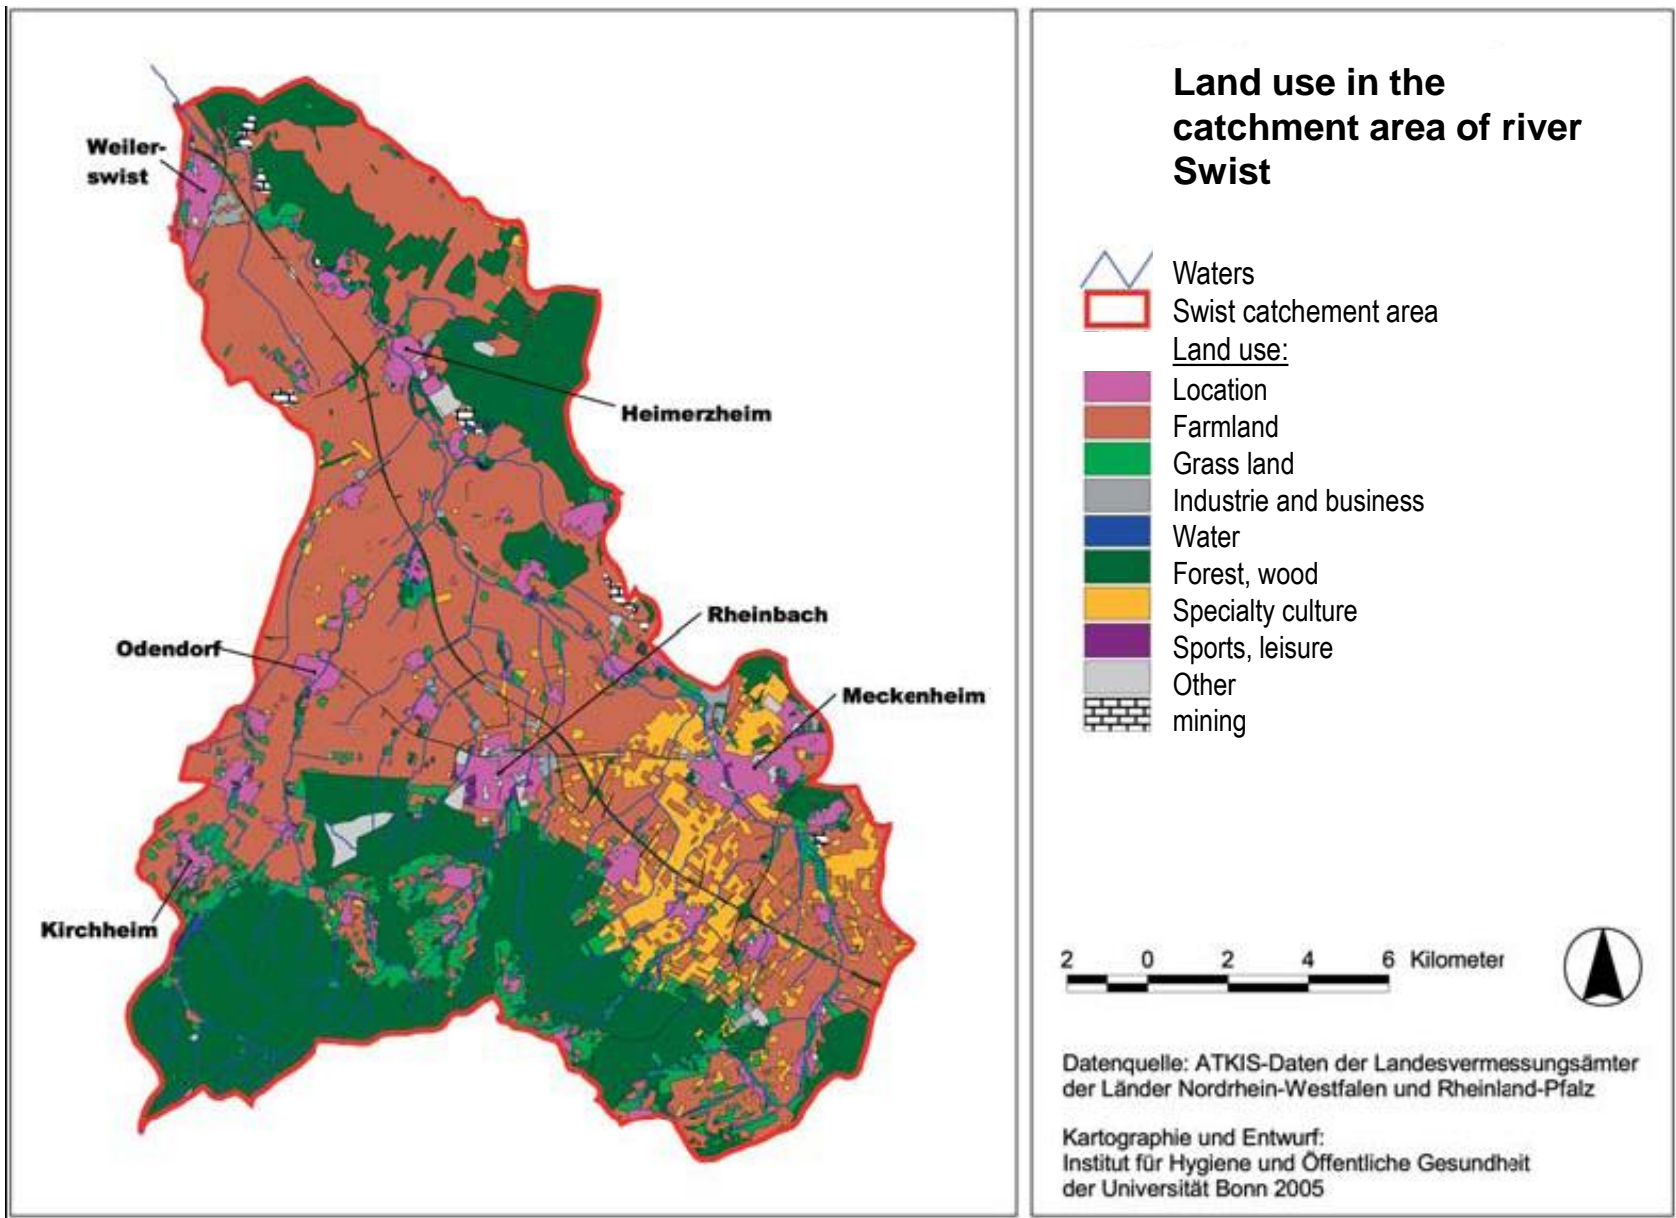 Weiler-
swist
Heimerzheim
Rheinbach
Odendorf
Meckenheim
Kirchheim
Land use in the
catchment area of river
Swist
Waters
Swist catchement area
Land use:
Location
Farmland
Grass land
Industrie and business
Water
Forest, wood
Specialty culture
Sports, leisure
Other
mining
2 0 2 4 6 Kilometer
Datenquelle: ATKIS-Daten der Landesvermessungsämter
der Länder Nordrhein-Westfalen und Rheinland-Pfalz
Kartographie und Entwurf:
Institut für Hygiene und Öffentliche Gesundheit
der Universität Bonn 2005